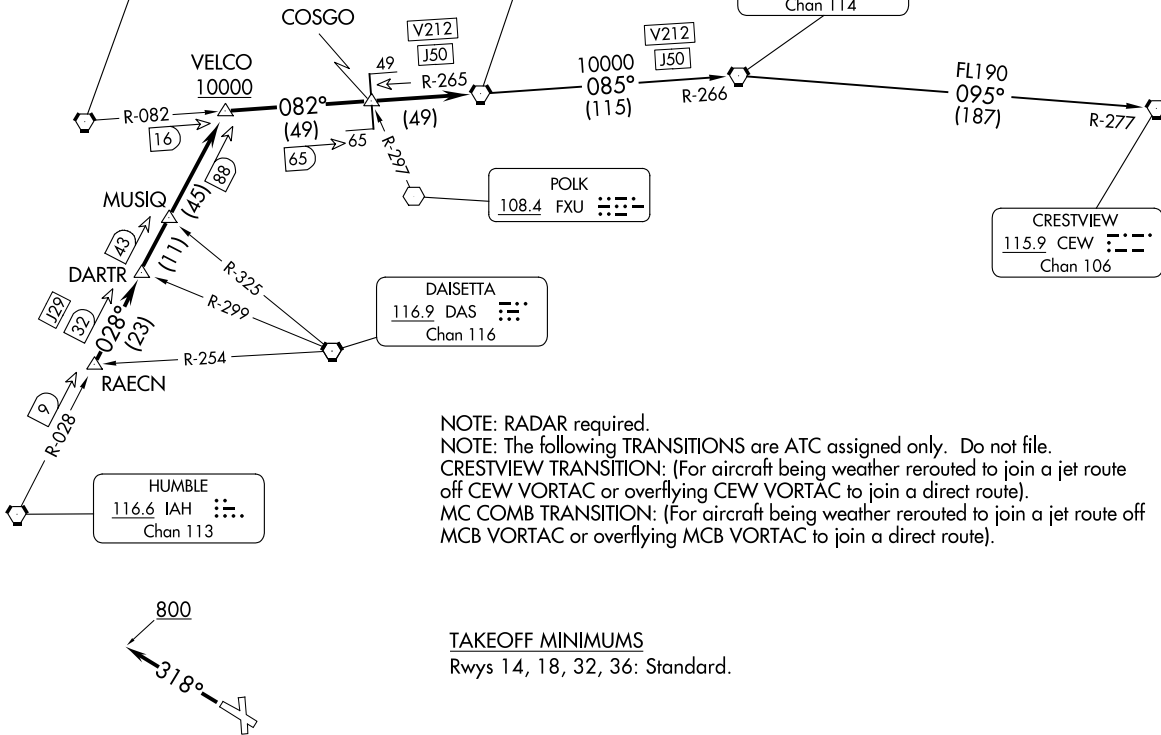 Chan 114
COSGO
V212
J50
V212
J50
VELCO
10000
49
R-265
10000
085°
(115)
R-266
FL190
095°
(187)
R-277
R-082
16
082°
(49)
65
65
(49)
R-297
88
POLK
108.4 FXU
MUSIQ
(45)
43
(11)
CRESTVIEW
115.9 CEW
Chan 106
DARTR
R-325
R-299
J29
32
028°
(23)
DAISETTA
116.9 DAS
Chan 116
R-254
RAECN
9
R-028
NOTE: RADAR required.
NOTE: The following TRANSITIONS are ATC assigned only. Do not file.
CRESTVIEW TRANSITION: (For aircraft being weather rerouted to join a jet route
off CEW VORTAC or overflying CEW VORTAC to join a direct route).
MC COMB TRANSITION: (For aircraft being weather rerouted to join a jet route off
MCB VORTAC or overflying MCB VORTAC to join a direct route).
HUMBLE
116.6 IAH
Chan 113
800
318°
TAKEOFF MINIMUMS
Rwys 14, 18, 32, 36: Standard.